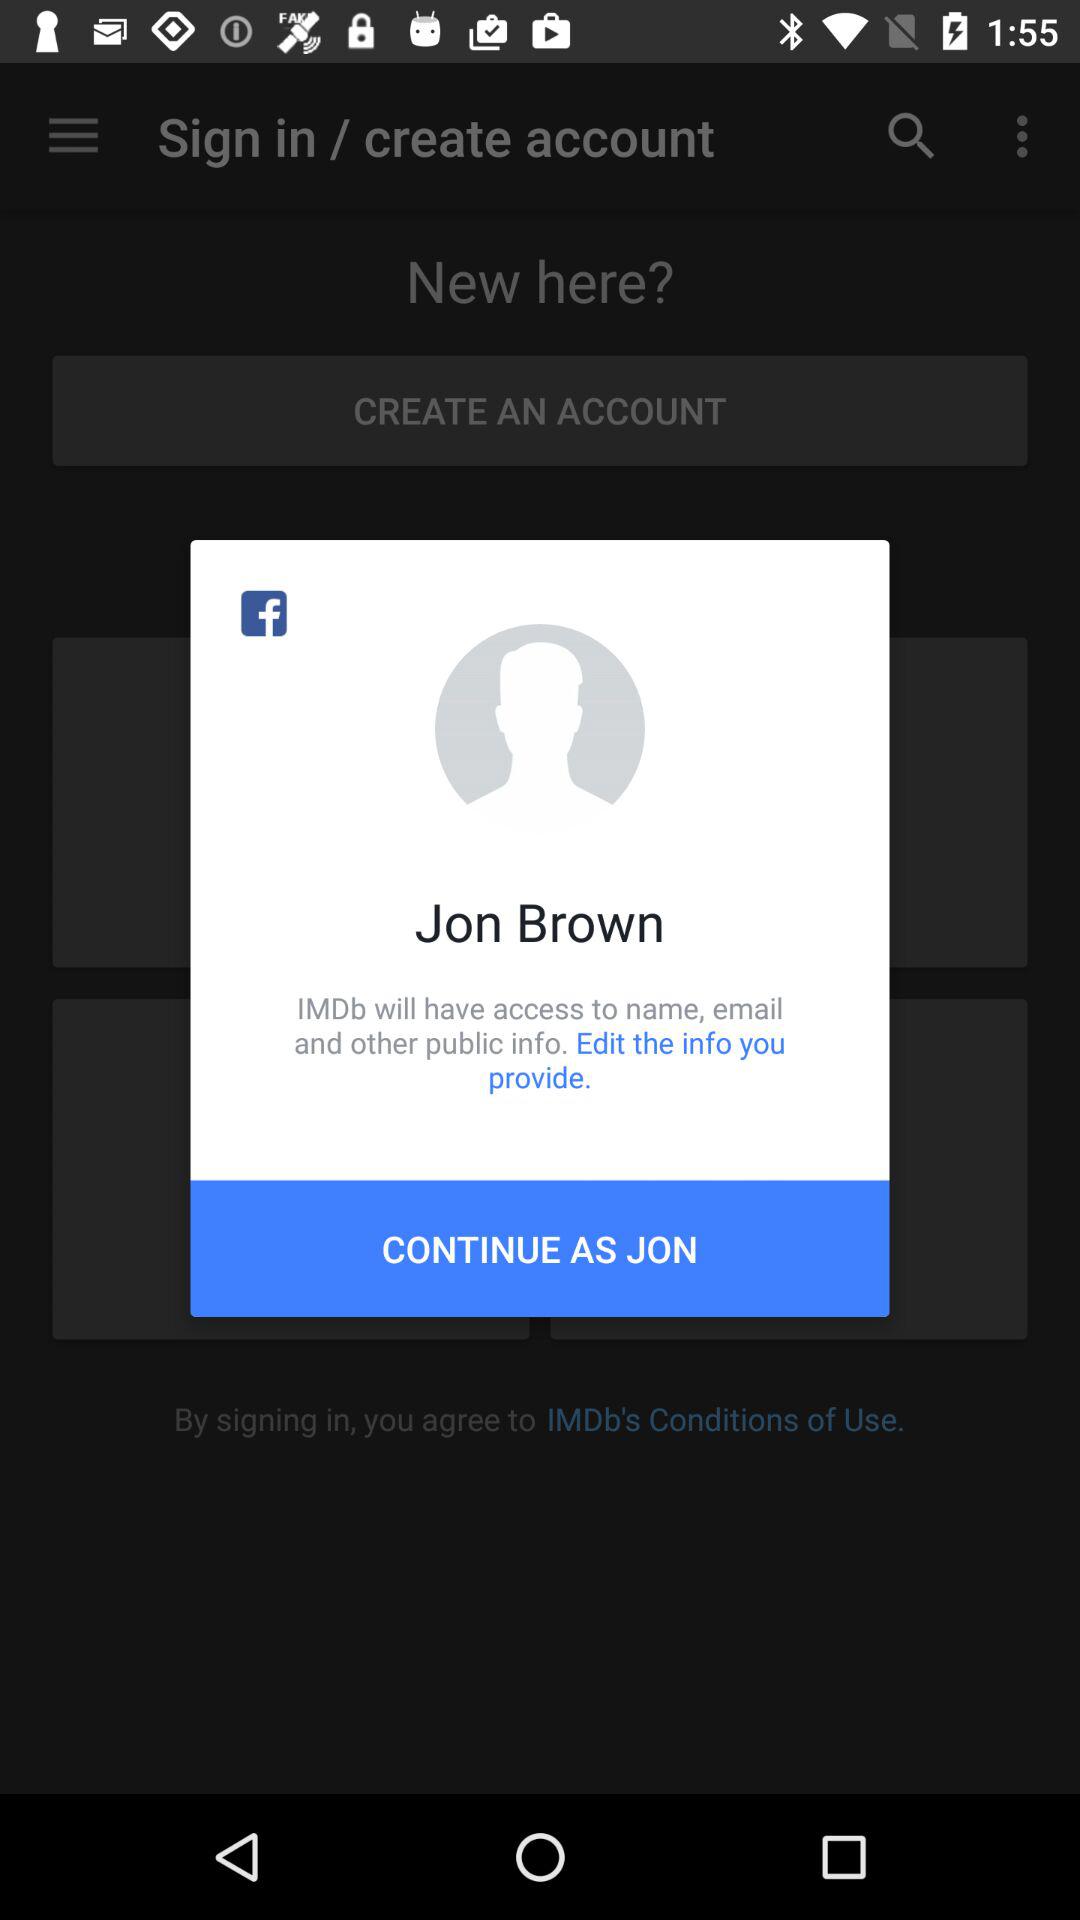 FAKE
1:55
Sign in / create account
New here?
CREATE AN ACCOUNT
Jon Brown
IMDb will have access to name, email
and other public info. Edit the info you
provide.
CONTINUE AS JON
By signing in, you agree to IMDb's Conditions of Use.